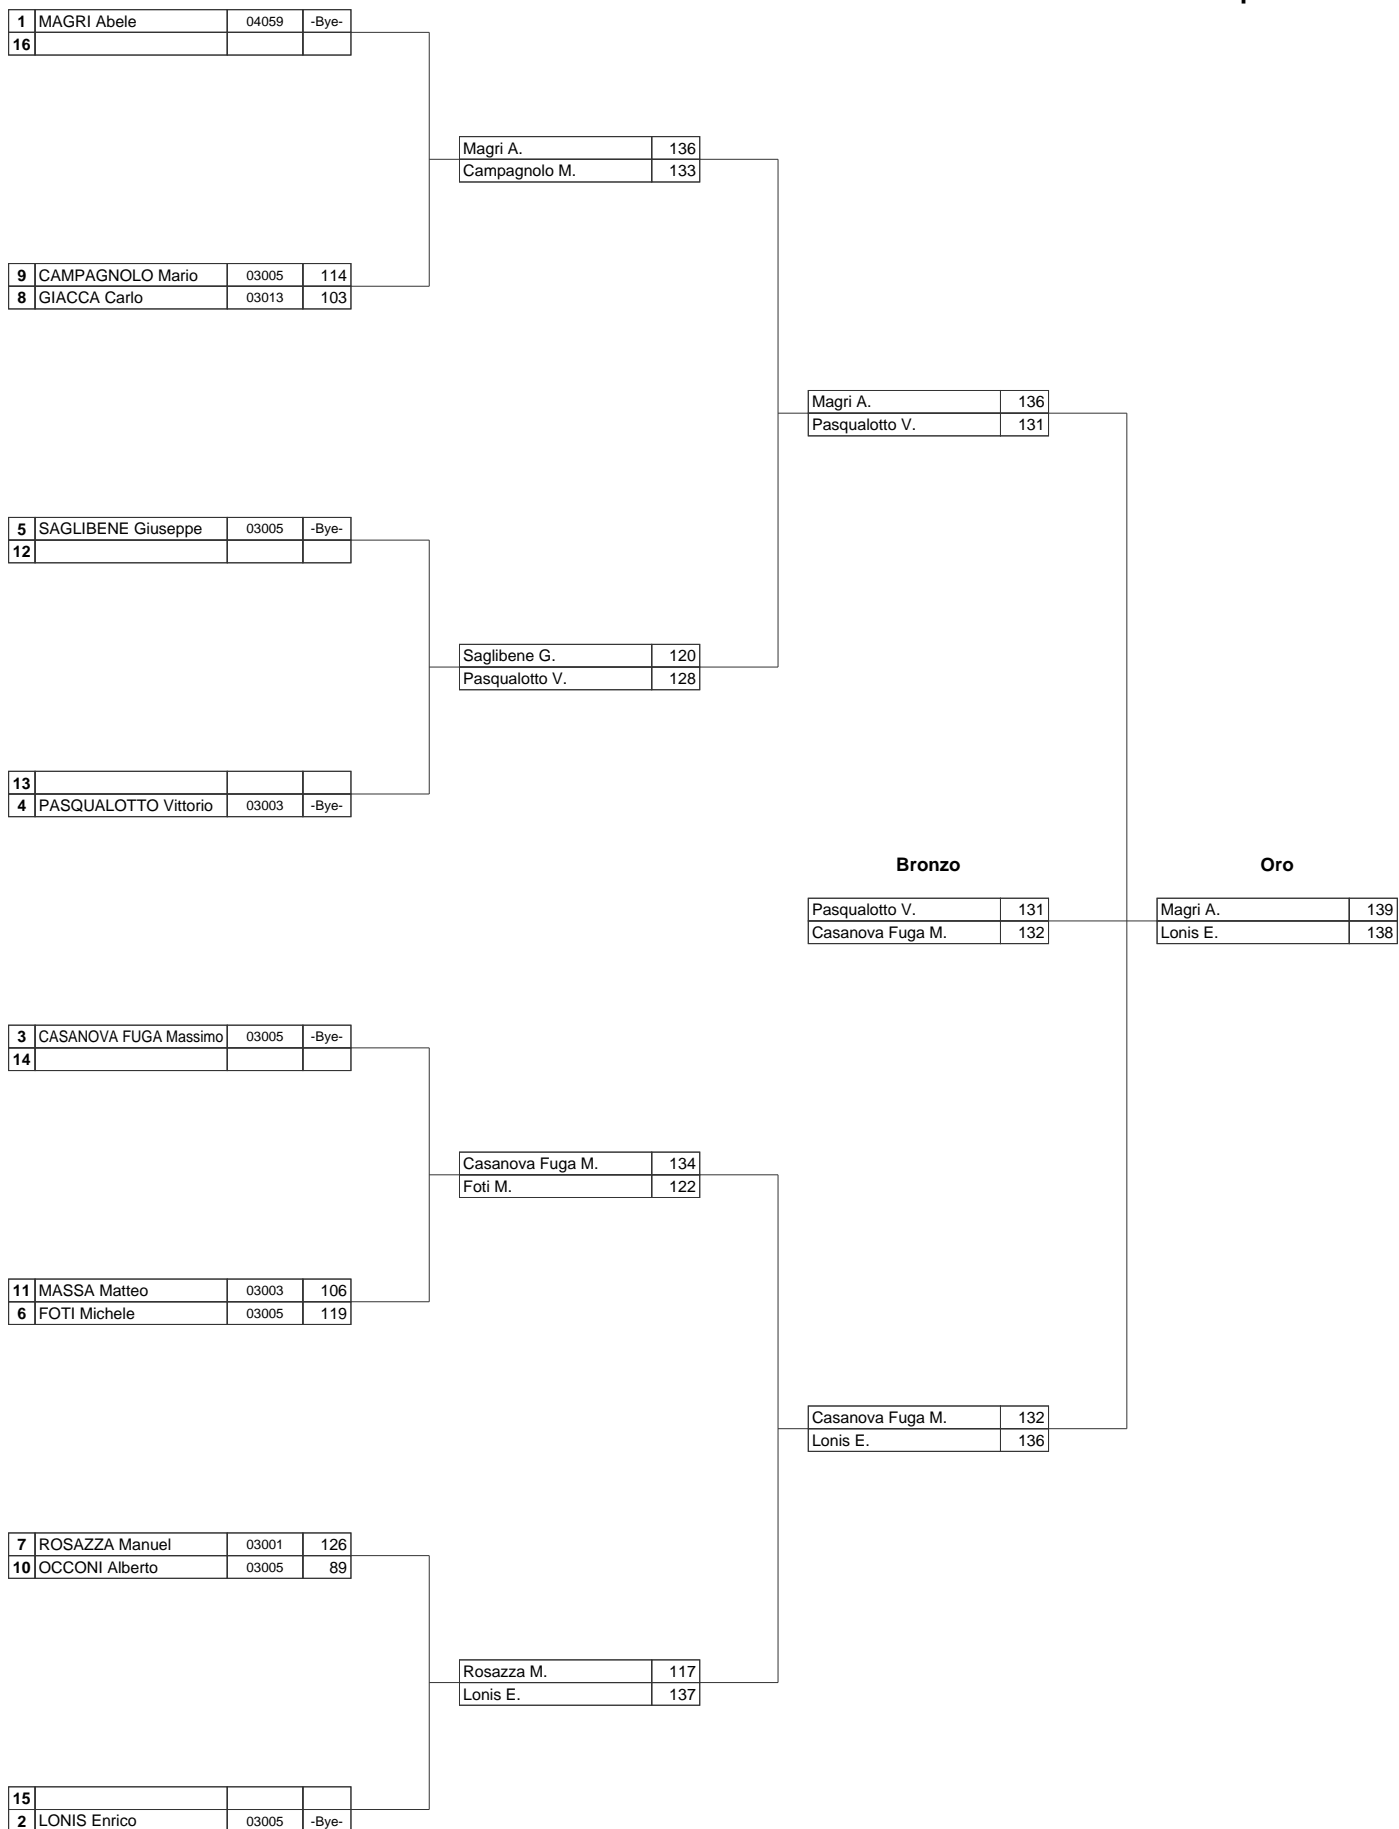 1 MAGRI Abele 04059 -Bye-
16
Magri A. 136
Campagnolo M. 133
9 CAMPAGNOLO Mario 03005 114
8 GIACCA Carlo 03013 103
Magri A. 136
Pasqualotto V. 131
5 SAGLIBENE Giuseppe 03005 -Bye-
12
Saglibene G. 120
Pasqualotto V. 128
13
4 PASQUALOTTO Vittorio 03003 -Bye-
Bronzo Oro
Pasqualotto V. 131 Magri A. 139
Casanova Fuga M. 132 Lonis E. 138
3 CASANOVA FUGA Massimo 03005 -Bye-
14
Casanova Fuga M. 134
Foti M. 122
11 MASSA Matteo 03003 106
6 FOTI Michele 03005 119
Casanova Fuga M. 132
Lonis E. 136
7 ROSAZZA Manuel 03001 126
10 OCCONI Alberto 03005 89
Rosazza M. 117
Lonis E. 137
15
2 LONIS Enrico 03005 -Bye-